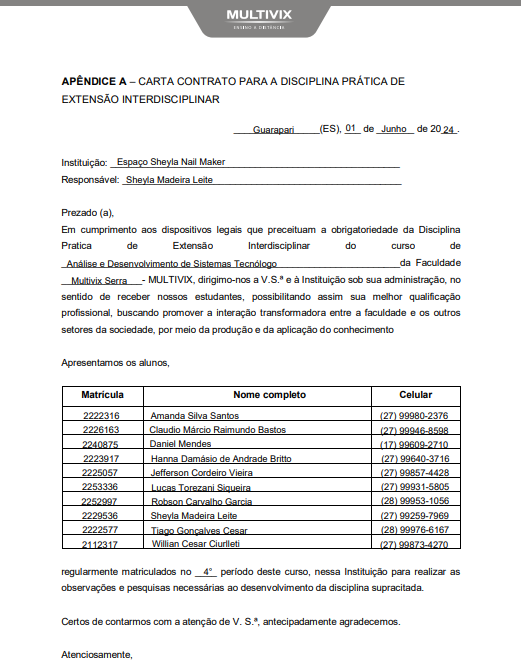 MULTIVIX
ENSINO A DISTÂNCIA
APÊNDICE A – CARTA CONTRATO PARA A DISCIPLINA PRÁTICA DE
EXTENSÃO INTERDISCIPLINAR
Guarapari (ES), 01 de Junho de 2024.
Instituição: Espaço Sheyla Nail Maker
Responsável: Sheyla Madeira Leite
Prezado (a),
Em cumprimento aos dispositivos legais que preceituam a obrigatoriedade da Disciplina
Pratica de Extensão Interdisciplinar do curso de
Análise e Desenvolvimento de Sistemas Tecnólogo da Faculdade
Multivix Serra - MULTIVIX, dirigimo-nos a V.S.ª e à Instituição sob sua administração, no
sentido de receber nossos estudantes, possibilitando assim sua melhor qualificação
profissional, buscando promover a interação transformadora entre a faculdade e os outros
setores da sociedade, por meio da produção e da aplicação do conhecimento
Apresentamos os alunos,
Matrícula Nome completo Celular
2222316 Amanda Silva Santos (27) 99980-2376
2226163 Claudio Márcio Raimundo Bastos (27) 99946-8598
2240875 Daniel Mendes (17) 99609-2710
2223917 Hanna Damásio de Andrade Britto (27) 99640-3716
2225057 Jefferson Cordeiro Vieira (27) 99857-4428
2253336 Lucas Torezani Siqueira (27) 99931-5805
2252997 Robson Carvalho Garcia (28) 99953-1056
2229536 Sheyla Madeira Leite (27) 99259-7969
2222577 Tiago Gonçalves Cesar (28) 99976-6167
2112317 Willian Cesar Ciurlleti (27) 99873-4270
regularmente matriculados no 4° período deste curso, nessa Instituição para realizar as
observações e pesquisas necessárias ao desenvolvimento da disciplina supracitada.
Certos de contarmos com a atenção de V. S.ª, antecipadamente agradecemos.
Atenciosamente,